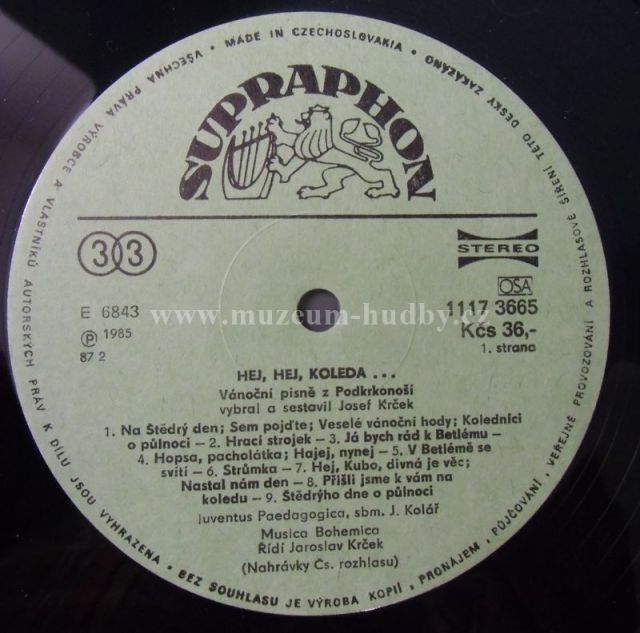 • MADE IN CZECHOSLOVAKIA •
VŠECHNA PRÁVA VÝROBCE A VLASTNÍKŮ AUTORSKÝCH PRÁV K DÍLU JSOU VYHRAZENA • BEZ SOUHLASU JE VÝROBA KOPIÍ, PRONÁJEM, PŮJČOVÁNÍ, VEŘEJNÉ PROVOZOVÁNÍ A ROZHLASOVÉ ŠÍŘENÍ TÉTO DESKY ZAKÁZÁNO
SUPRAPHON
33
STEREO
OSA
E 6843
1117 3665
www.muzeum-hudby.cz
Ⓟ 1985
Kčs 36,-
87 2
1. strana
HEJ, HEJ, KOLEDA . . .
Vánoční písně z Podkrkonoší
vybral a sestavil Josef Krček
1. Na Štědrý den; Sem pojďte; Veselé vánoční hody; Koledníci
o půlnoci – 2. Hrací strojek – 3. Já bych rád k Betlému –
4. Hopsa, pacholátka; Hajej, nynej – 5. V Betlémě se
svítí – 6. Strůmka – 7. Hej, Kubo, divná je věc;
Nastal nám den – 8. Přišli jsme k vám na
koledu – 9. Štědrýho dne o půlnoci
Iuventus Paedagogica, sbm. J. Kolář
Musica Bohemica
Řídí Jaroslav Krček
(Nahrávky Čs. rozhlasu)